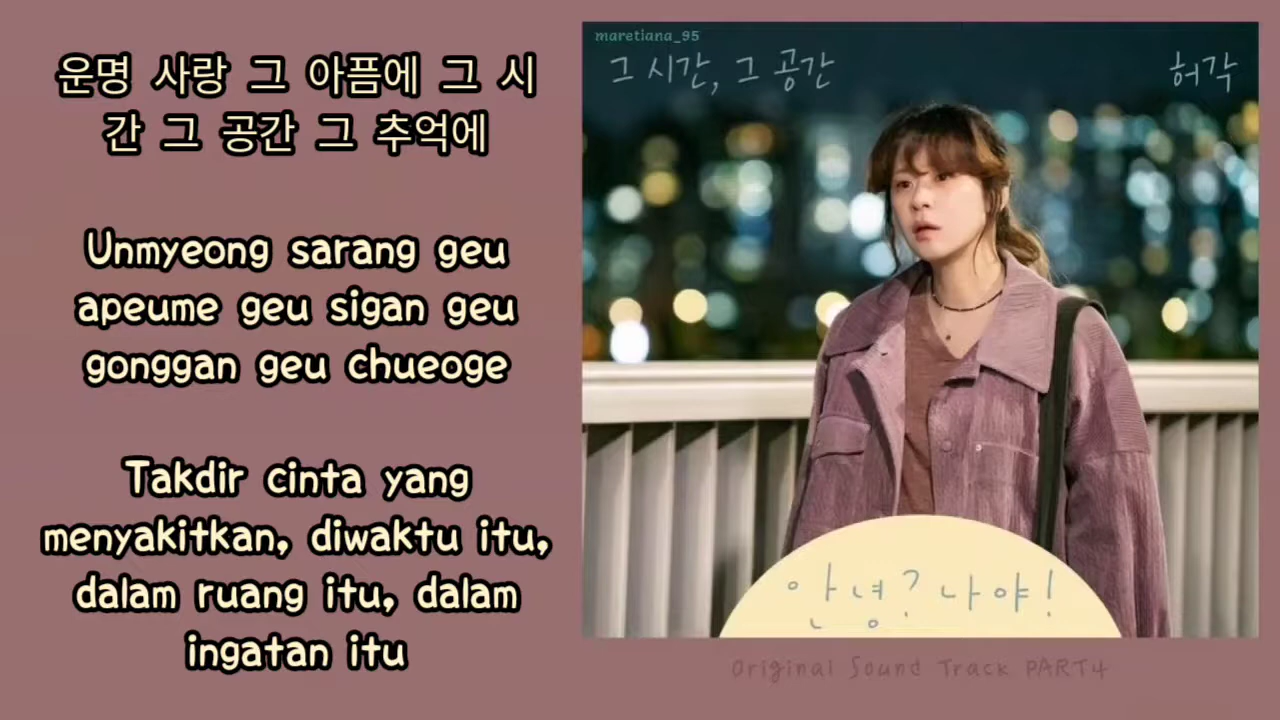 운명 사랑 그 아픔에 그 시
간 그 공간 그 추억에
Unmyeong sarang geu
apeume geu sigan geu
gonggan geu chueoge
Takdir cinta yang
menyakitkan, diwaktu itu,
dalam ruang itu, dalam
ingatan itu
maretiana_95
그 시간, 그 공간
허각
안녕? 나야!
Original Sound Track PART4